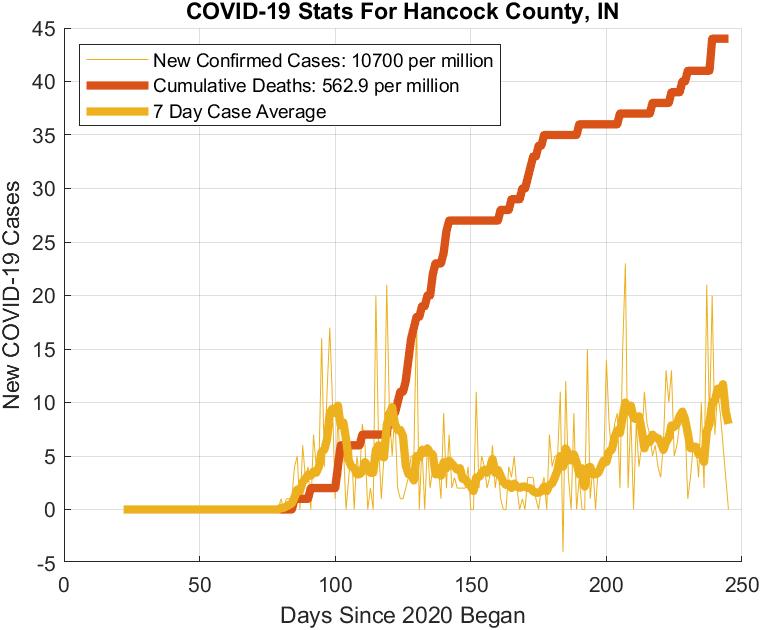 COVID-19 Stats For Hancock County, IN
New Confirmed Cases: 10700 per million
Cumulative Deaths: 562.9 per million
7 Day Case Average
New COVID-19 Cases
45
40
35
30
25
20
15
10
5
0
-5
0
50
100
150
200
250
Days Since 2020 Began